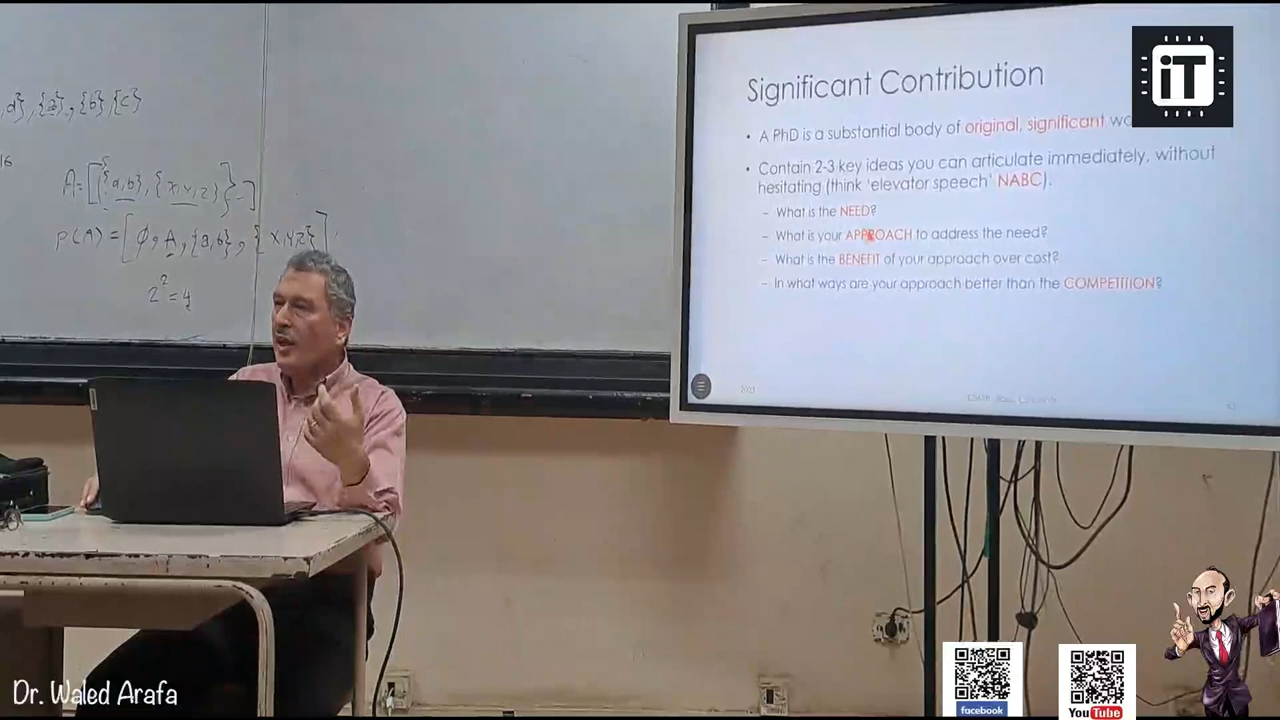 iT
Significant Contribution
• A PhD is a substantial body of original, significant
• Contain 2-3 key ideas you can articulate immediately, without
hesitating (think 'elevator speech' NABC).
– What is the NEED?
– What is your APPROACH to address the need?
– What is the BENEFIT of your approach over cost?
– In what ways are your approach better than the COMPETITION?
2023
,{a},{b}{c}
16
A=[{{a,b},{x,y,z}}-]
P(A)=[φ,A,{a,b},{x,y,z}]
2²=4
Dr. Waled Arafa
facebook
YouTube